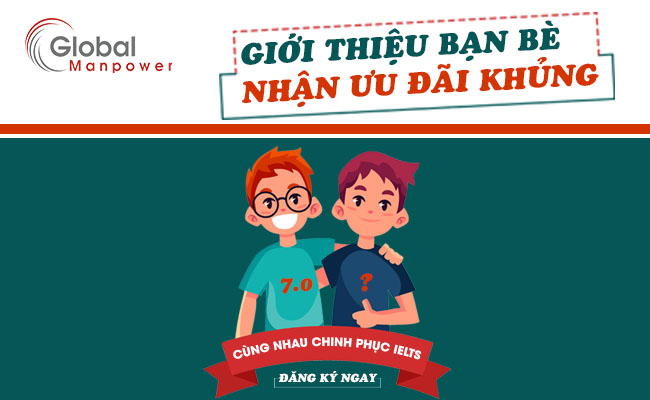 Global
Manpower
GIỚI THIỆU BẠN BÈ
NHẬN ƯU ĐÃI KHỦNG
7.0
?
CÙNG NHAU CHINH PHỤC IELTS
ĐĂNG KÝ NGAY